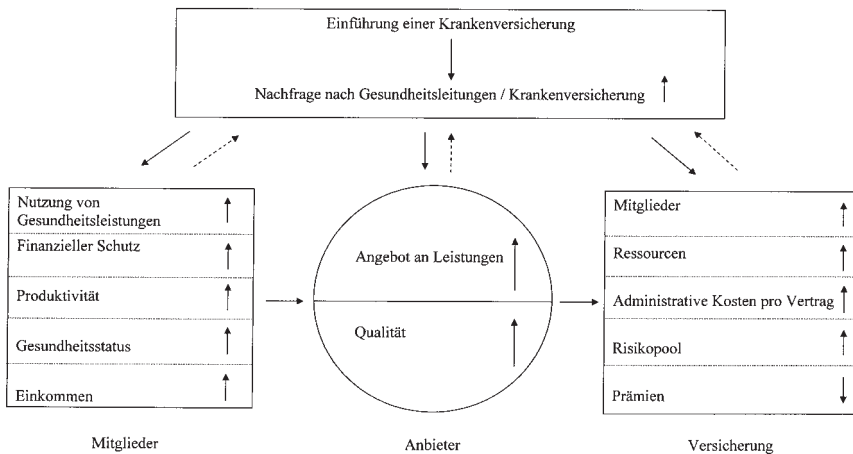 Einführung einer Krankenversicherung
Nachfrage nach Gesundheitsleitungen / Krankenversicherung
Nutzung von
Gesundheitsleistungen
Finanzieller Schutz
Produktivität
Gesundheitsstatus
Einkommen
Mitglieder
Angebot an Leistungen
Qualität
Anbieter
Mitglieder
Ressourcen
Administrative Kosten pro Vertrag
Risikopool
Prämien
Versicherung